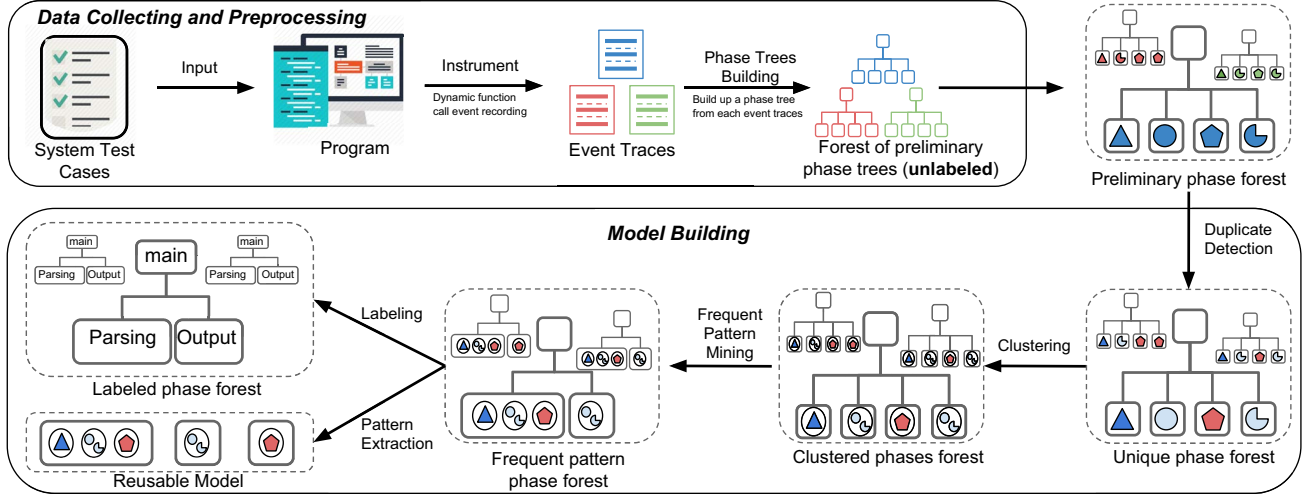 Data Collecting and Preprocessing
Input
Instrument
Dynamic function
call event recording
Phase Trees
Building
Build up a phase tree
from each event traces
System Test
Cases
Program
Event Traces
Forest of preliminary
phase trees (unlabeled)
Preliminary phase forest
Duplicate
Detection
Model Building
main
Parsing
Output
main
Parsing
Output
main
Parsing
Output
Labeled phase forest
Labeling
Pattern
Extraction
Reusable Model
Frequent pattern
phase forest
Frequent
Pattern
Mining
Clustered phases forest
Clustering
Unique phase forest